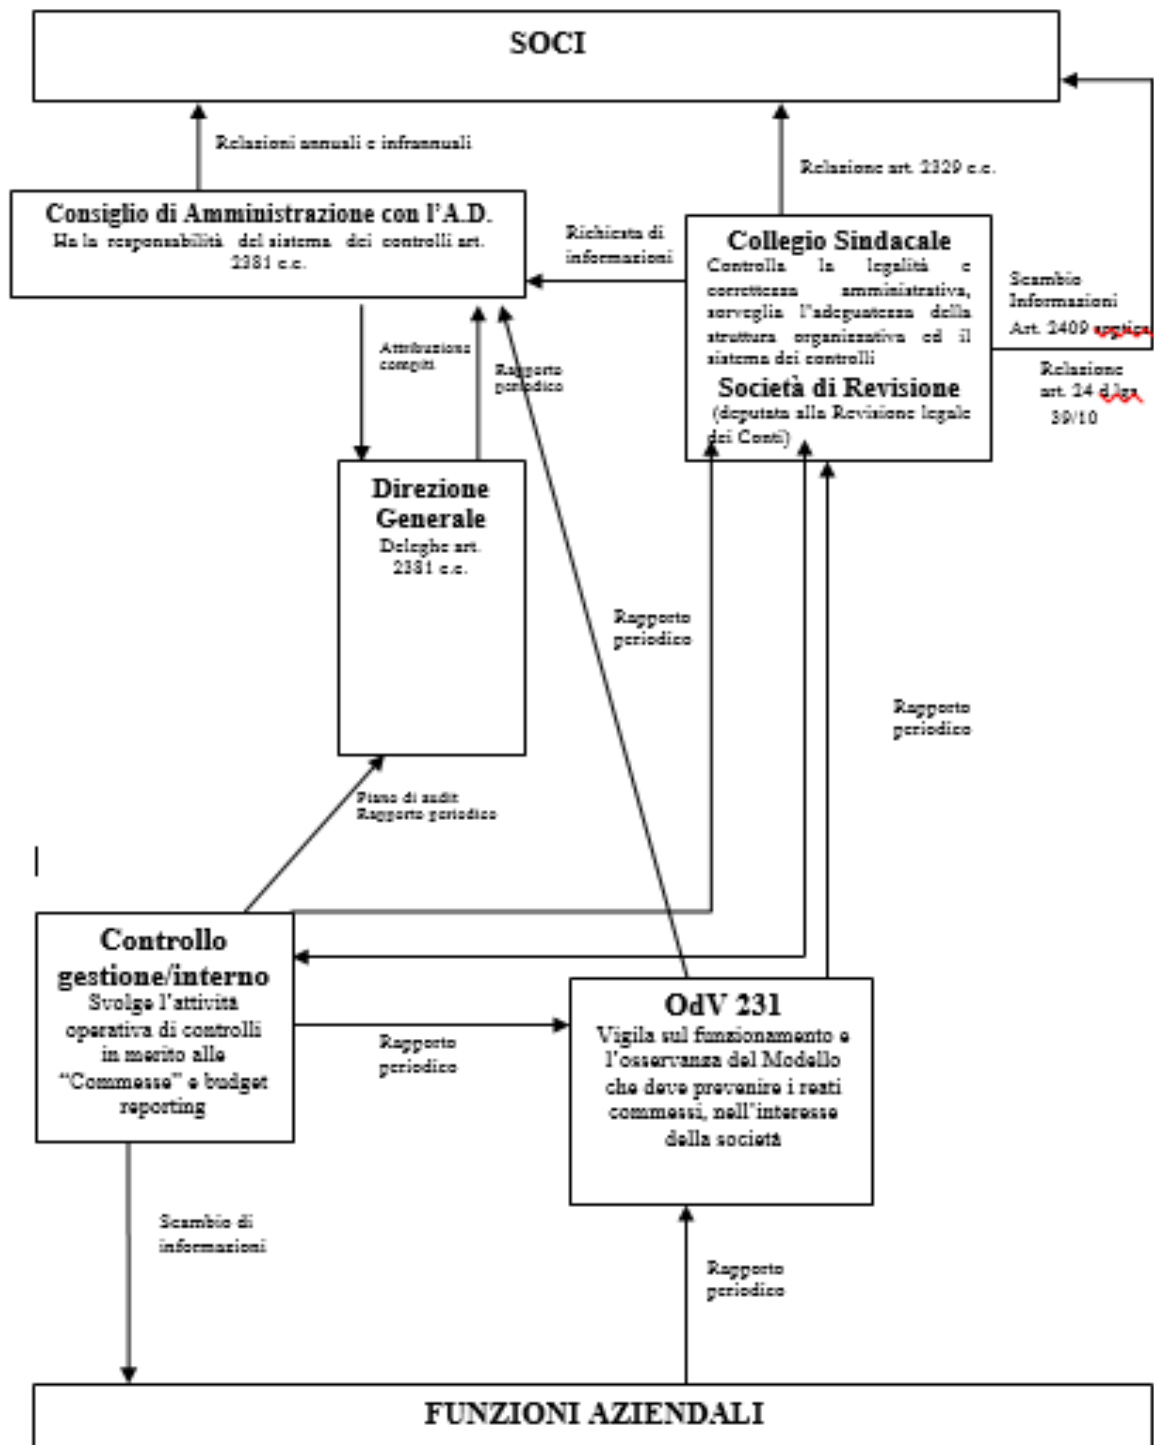 SOCI
Relazioni annuali e infrannuali
Relazione art. 2329 c.c.
Consiglio di Amministrazione con l'A.D.
Ha la responsabilità del sistema dei controlli art.
2381 c.c.
Richiesta di
informazioni
Collegio Sindacale
Controlla la legalità e
correttezza amministrativa,
sorveglia l'adeguatezza della
struttura organizzativa ed il
sistema dei controlli
Società di Revisione
(deputata alla Revisione legale
dei Conti)
Scambio
Informazioni
Art. 2409 septies
Relazione
art. 24 d.lgs
39/10
Attribuzione
compiti
Rapporto
periodico
Direzione
Generale
Deleghe art.
2381 c.c.
Rapporto
periodico
Rapporto
periodico
Piano di audit
Rapporto periodico
Controllo
gestione/interno
Svolge l'attività
operativa di controlli
in merito alle
“Commesse” e budget
reporting
Rapporto
periodico
OdV 231
Vigila sul funzionamento e
l'osservanza del Modello
che deve prevenire i reati
commessi, nell'interesse
della società
Scambio di
informazioni
Rapporto
periodico
FUNZIONI AZIENDALI